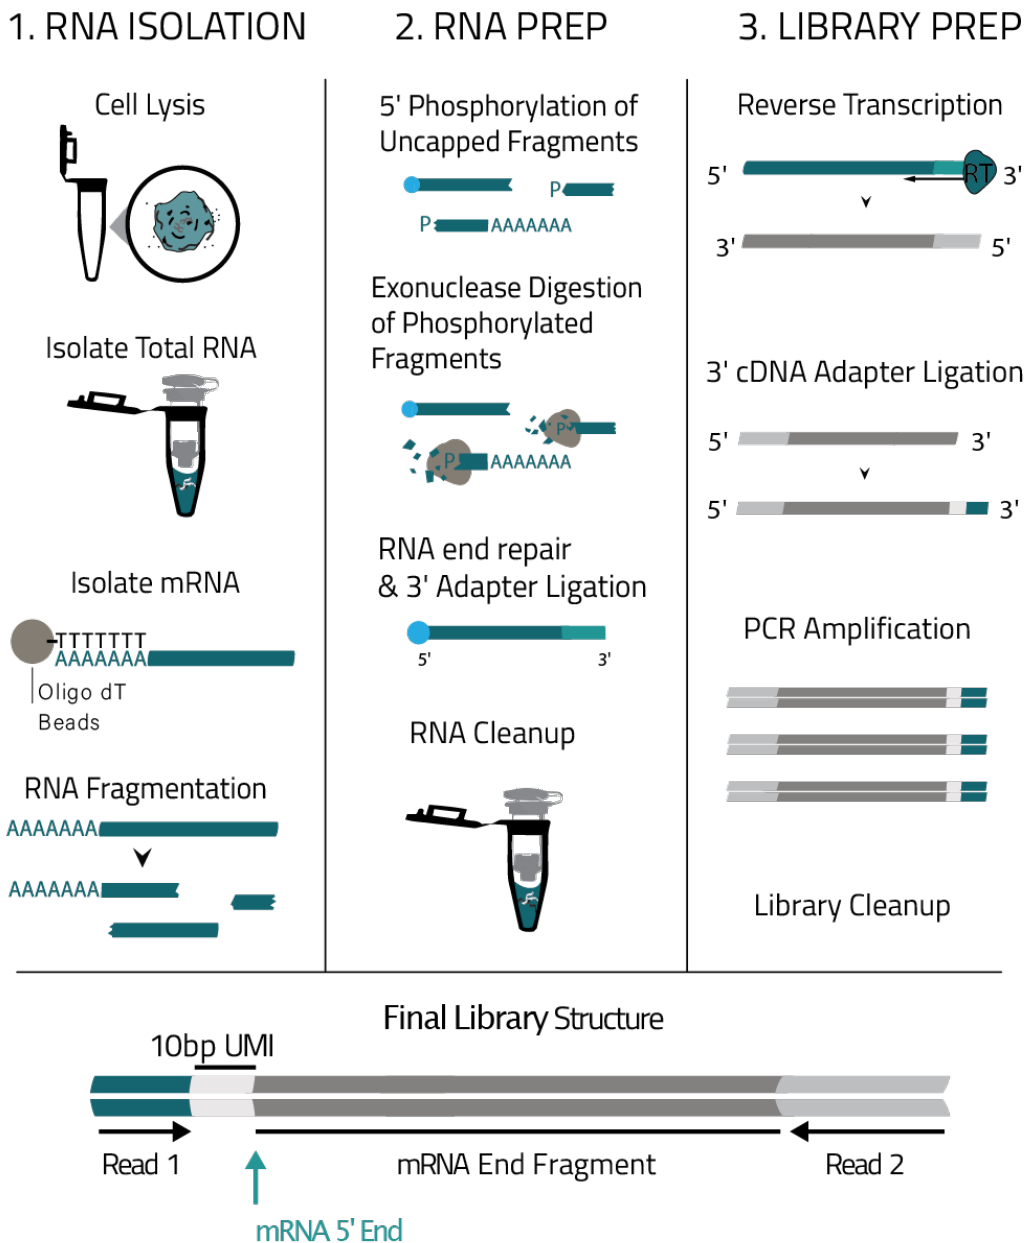 1. RNA ISOLATION
Cell Lysis
Isolate Total RNA
Isolate mRNA
TTTTTTT
AAAAAAA
Oligo dT
Beads
RNA Fragmentation
AAAAAAA
AAAAAAA
2. RNA PREP
5' Phosphorylation of
Uncapped Fragments
P
P AAAAAAA
Exonuclease Digestion
of Phosphorylated
Fragments
P
P AAAAAAA
RNA end repair
& 3' Adapter Ligation
5' 3'
RNA Cleanup
3. LIBRARY PREP
Reverse Transcription
5' RT 3'
3' 5'
3' cDNA Adapter Ligation
5' 3'
5' 3'
PCR Amplification
Library Cleanup
Final Library Structure
10bp UMI
Read 1 mRNA End Fragment Read 2
mRNA 5' End